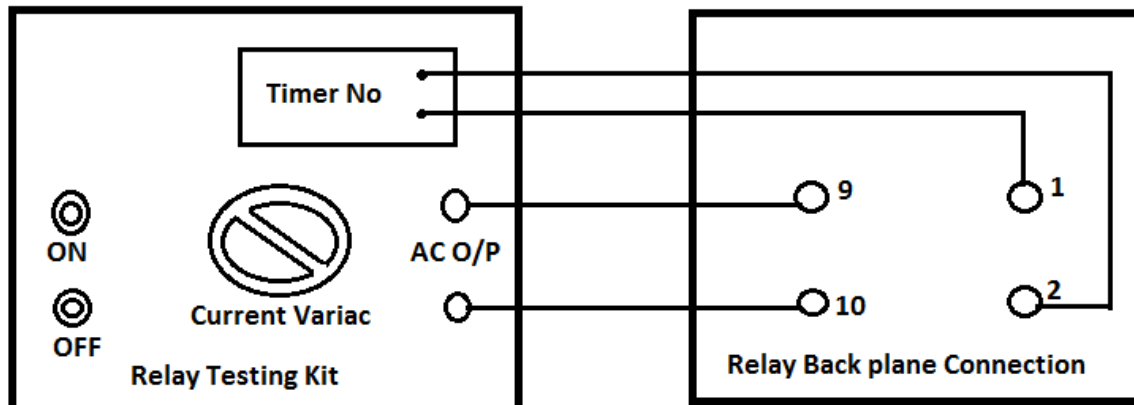 Timer No
ON
OFF
Current Variac
AC O/P
Relay Testing Kit
9
1
10
2
Relay Back plane Connection